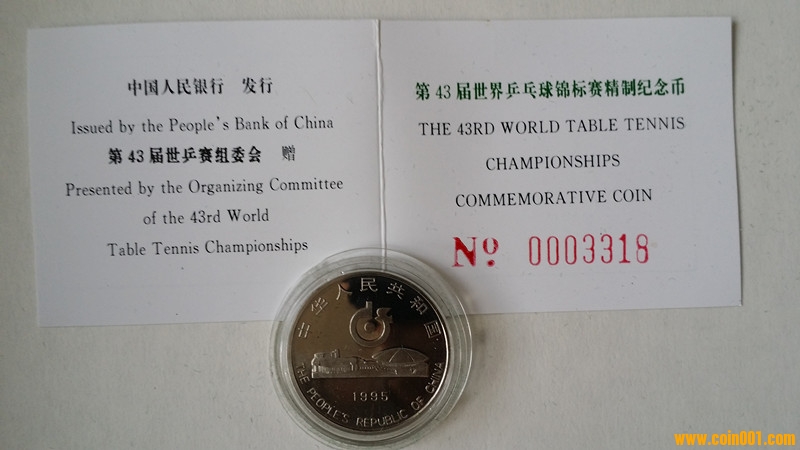 中国人民银行 发行
Issued by the People's Bank of China
第 43 届世乒赛组委会 赠
Presented by the Organizing Committee
of the 43rd World
Table Tennis Championships
第 43 届世界乒乓球锦标赛精制纪念币
THE 43RD WORLD TABLE TENNIS
CHAMPIONSHIPS
COMMEMORATIVE COIN
No. 0003318
中华人民共和国
1995
THE PEOPLE'S REPUBLIC OF CHINA
www.coin001.com